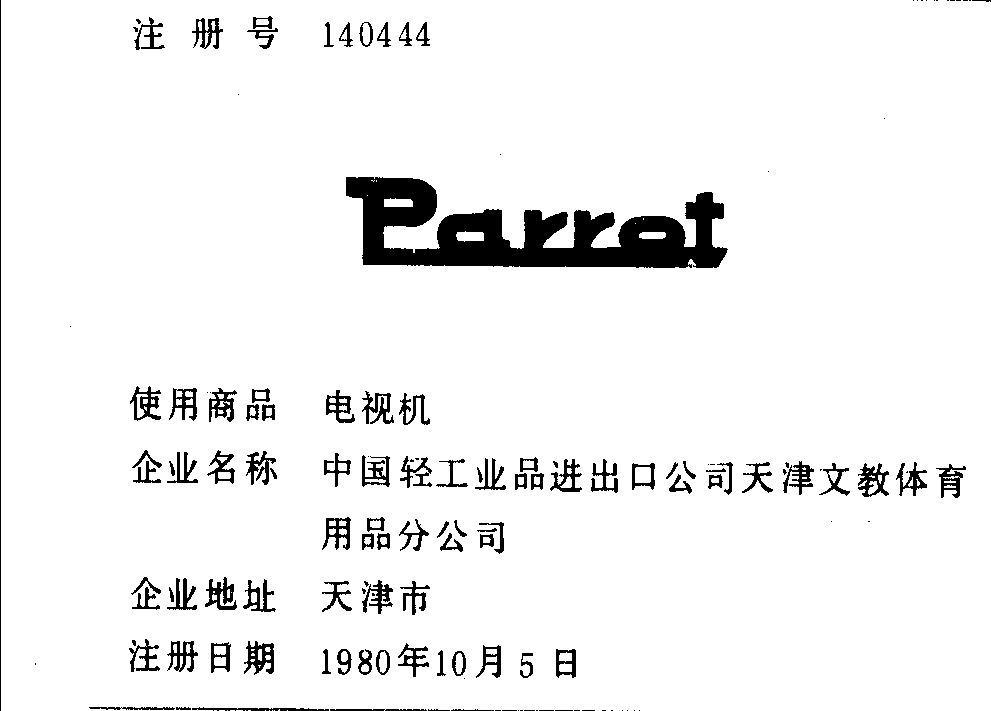 注册号 140444
Parrot
使用商品 电视机
企业名称 中国轻工业品进出口公司天津文教体育
用品分公司
企业地址 天津市
注册日期 1980年10月5日